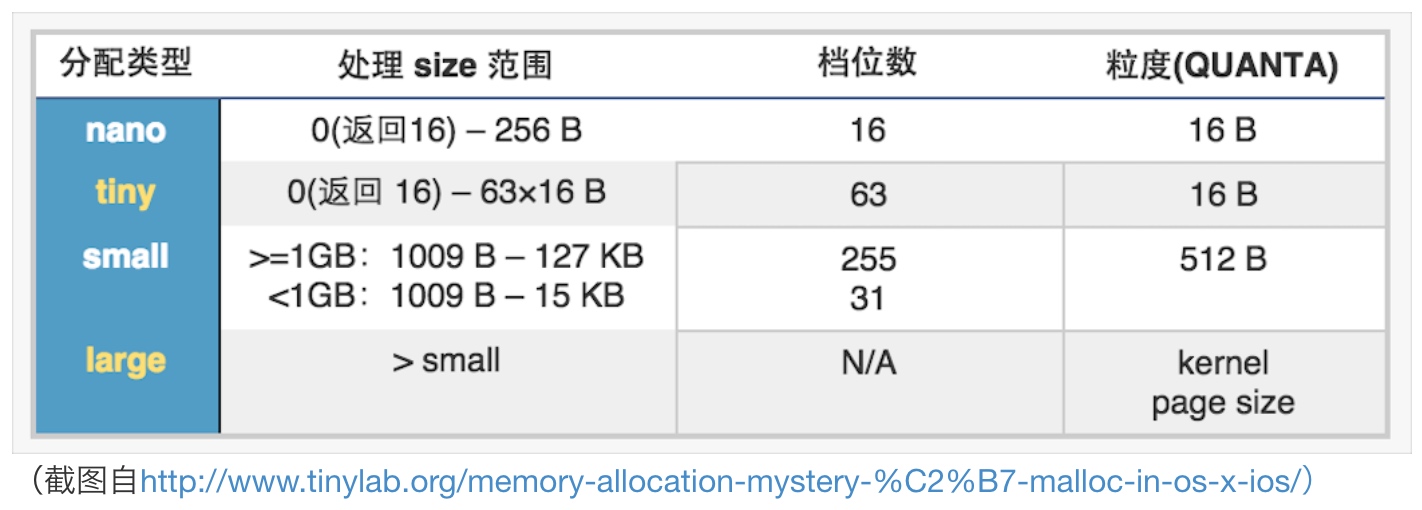 分配类型 处理 size 范围 档位数 粒度(QUANTA)
nano 0(返回16) – 256 B 16 16 B
tiny 0(返回 16) – 63×16 B 63 16 B
small >=1GB：1009 B – 127 KB 255 512 B
<1GB：1009 B – 15 KB 31
large > small N/A kernel
page size
（截图自http://www.tinylab.org/memory-allocation-mystery-%C2%B7-malloc-in-os-x-ios/）